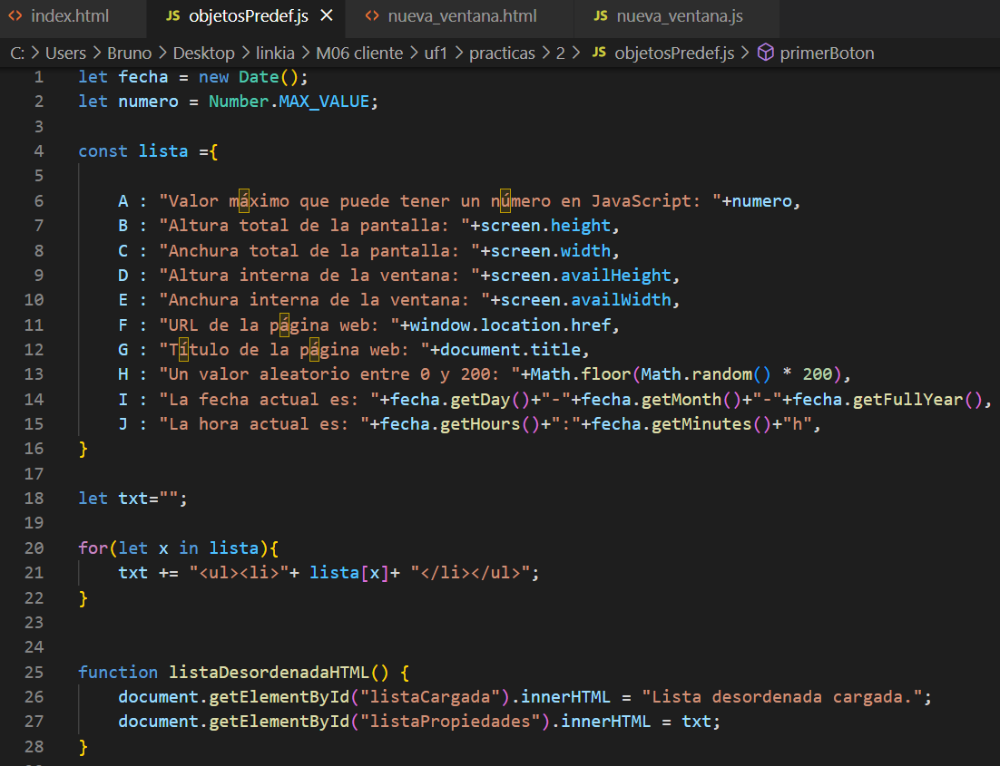 index.html JS objetosPredef.js × nueva_ventana.html JS nueva_ventana.js
C: > Users > Bruno > Desktop > linkia > M06 cliente > uf1 > practicas > 2 > JS objetosPredef.js > primerBoton
1 let fecha = new Date();
2 let numero = Number.MAX_VALUE;
3
4 const lista ={
5
6 A : "Valor máximo que puede tener un número en JavaScript: "+numero,
7 B : "Altura total de la pantalla: "+screen.height,
8 C : "Anchura total de la pantalla: "+screen.width,
9 D : "Altura interna de la ventana: "+screen.availHeight,
10 E : "Anchura interna de la ventana: "+screen.availWidth,
11 F : "URL de la página web: "+window.location.href,
12 G : "Título de la página web: "+document.title,
13 H : "Un valor aleatorio entre 0 y 200: "+Math.floor(Math.random() * 200),
14 I : "La fecha actual es: "+fecha.getDay()+"-"+fecha.getMonth()+"-"+fecha.getFullYear(),
15 J : "La hora actual es: "+fecha.getHours()+":"+fecha.getMinutes()+"h",
16 }
17
18 let txt="";
19
20 for(let x in lista){
21 txt += "<ul><li>"+ lista[x]+ "</li></ul>";
22 }
23
24
25 function listaDesordenadaHTML() {
26 document.getElementById("listaCargada").innerHTML = "Lista desordenada cargada.";
27 document.getElementById("listaPropiedades").innerHTML = txt;
28 }